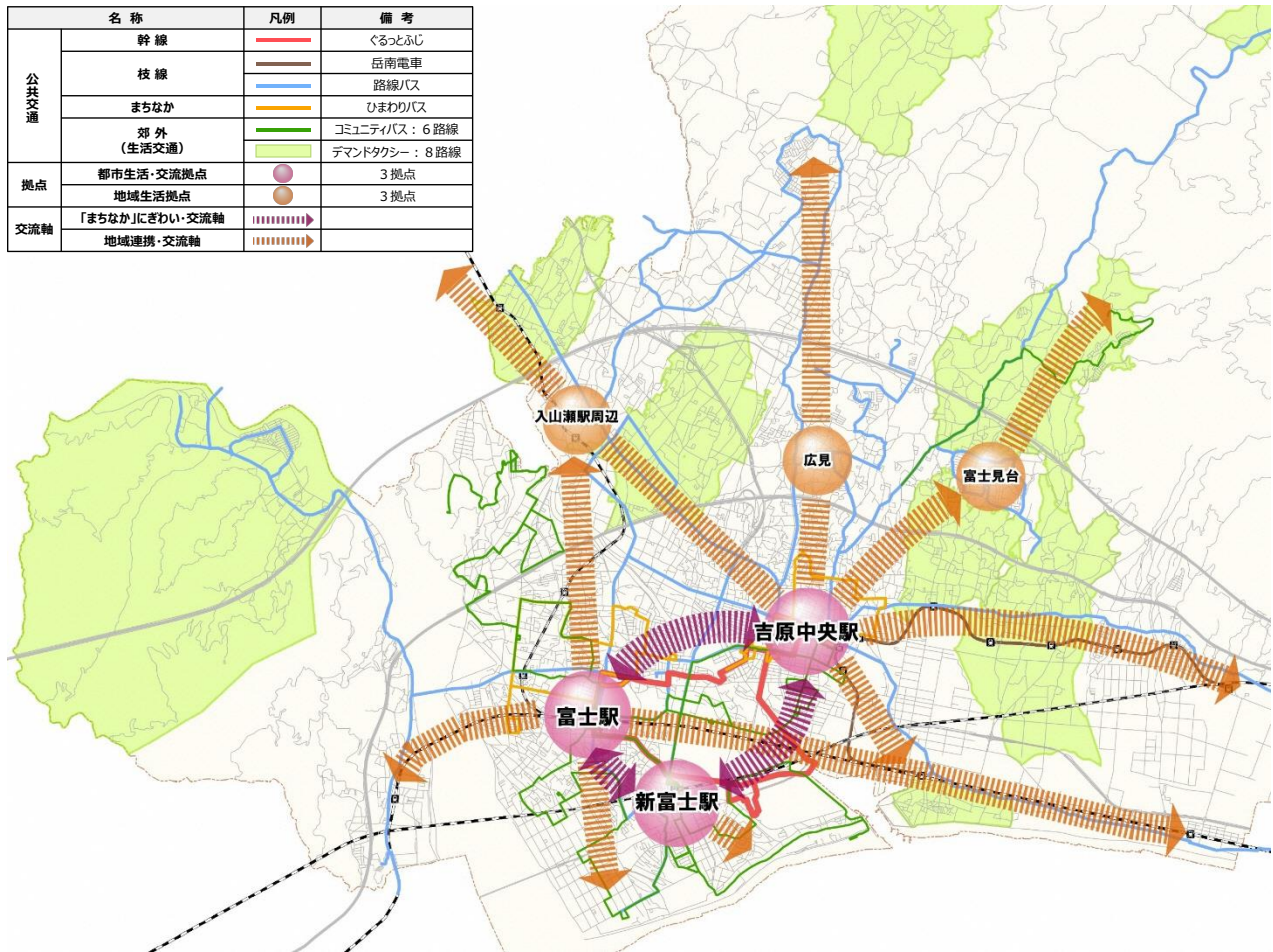 名 称 凡例 備 考
公共交通
幹 線 ぐるっとふじ
枝 線 岳南電車
路線バス
まちなか ひまわりバス
郊 外
(生活交通)
コミュニティバス：６路線
デマンドタクシー：８路線
拠点
都市生活・交流拠点 ３拠点
地域生活拠点 ３拠点
交流軸
「まちなか」にぎわい・交流軸
地域連携・交流軸
入山瀬駅周辺
広見
富士見台
吉原中央駅
富士駅
新富士駅